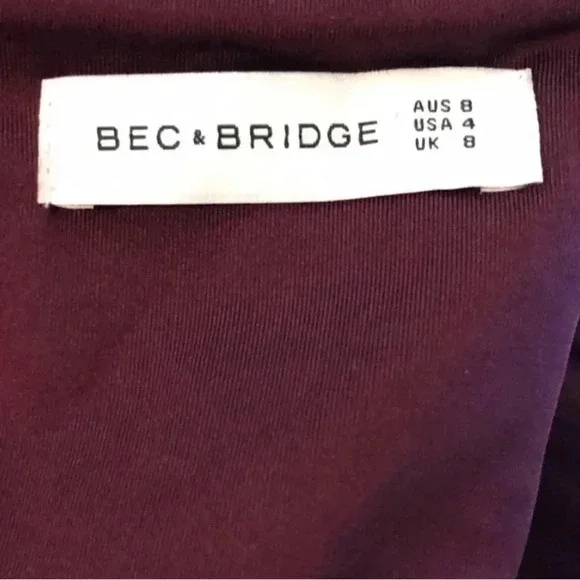 BEC & BRIDGE
AUS 8
USA 4
UK 8